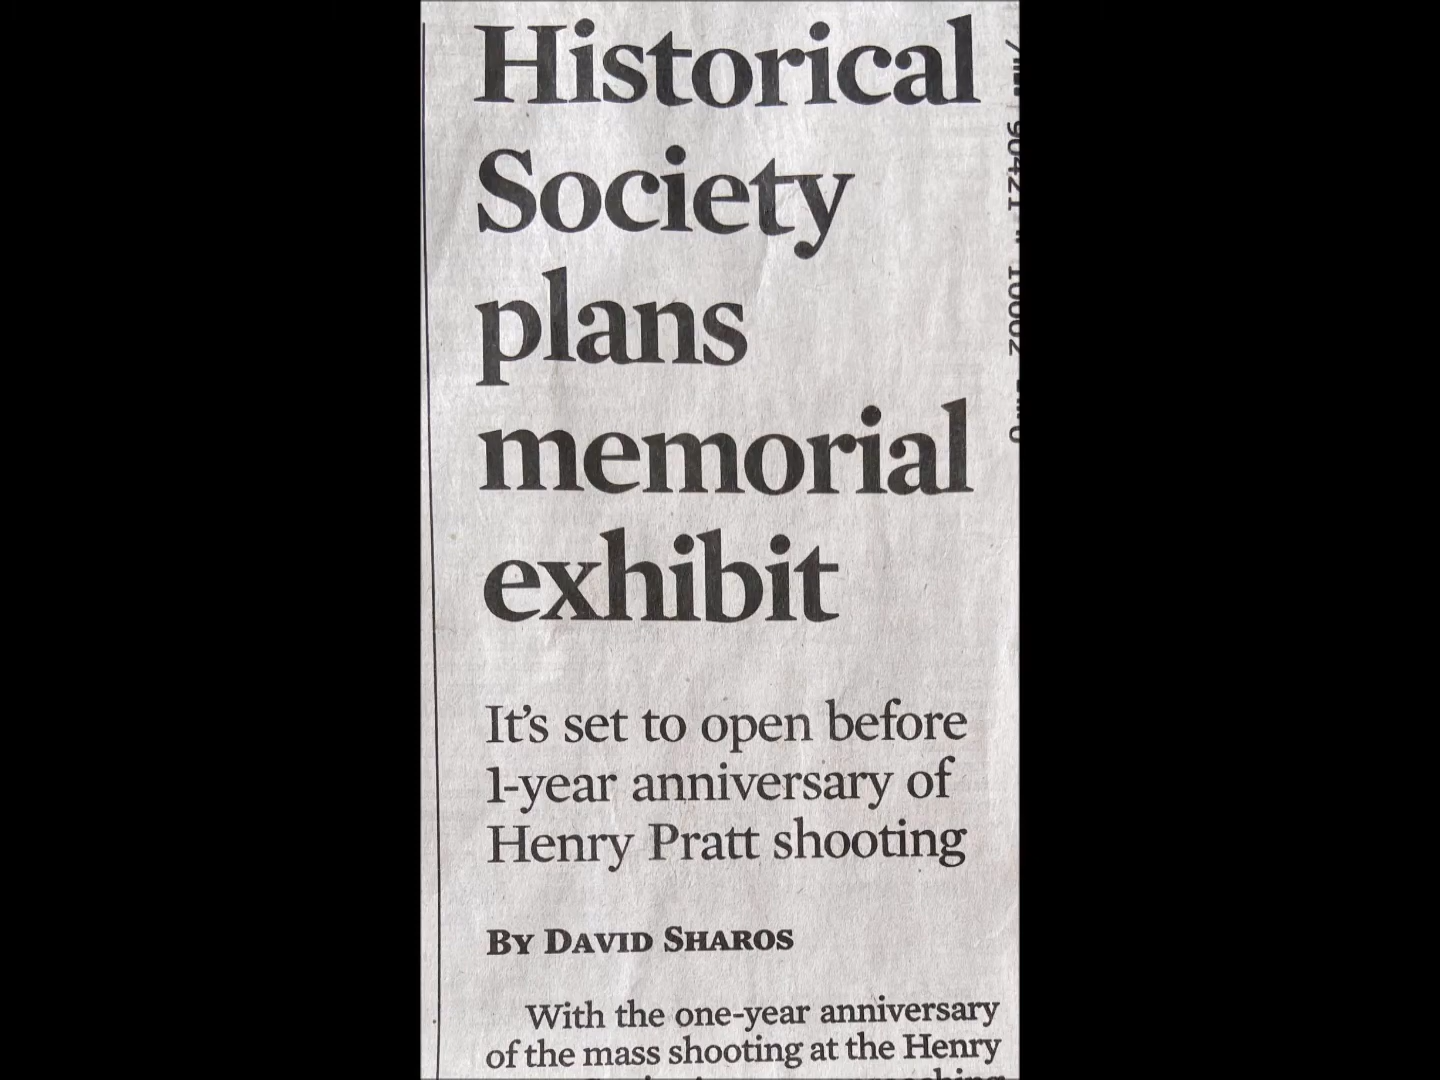 Historical
Society
plans
memorial
exhibit
It’s set to open before
1-year anniversary of
Henry Pratt shooting
BY DAVID SHAROS
With the one-year anniversary
of the mass shooting at the Henry